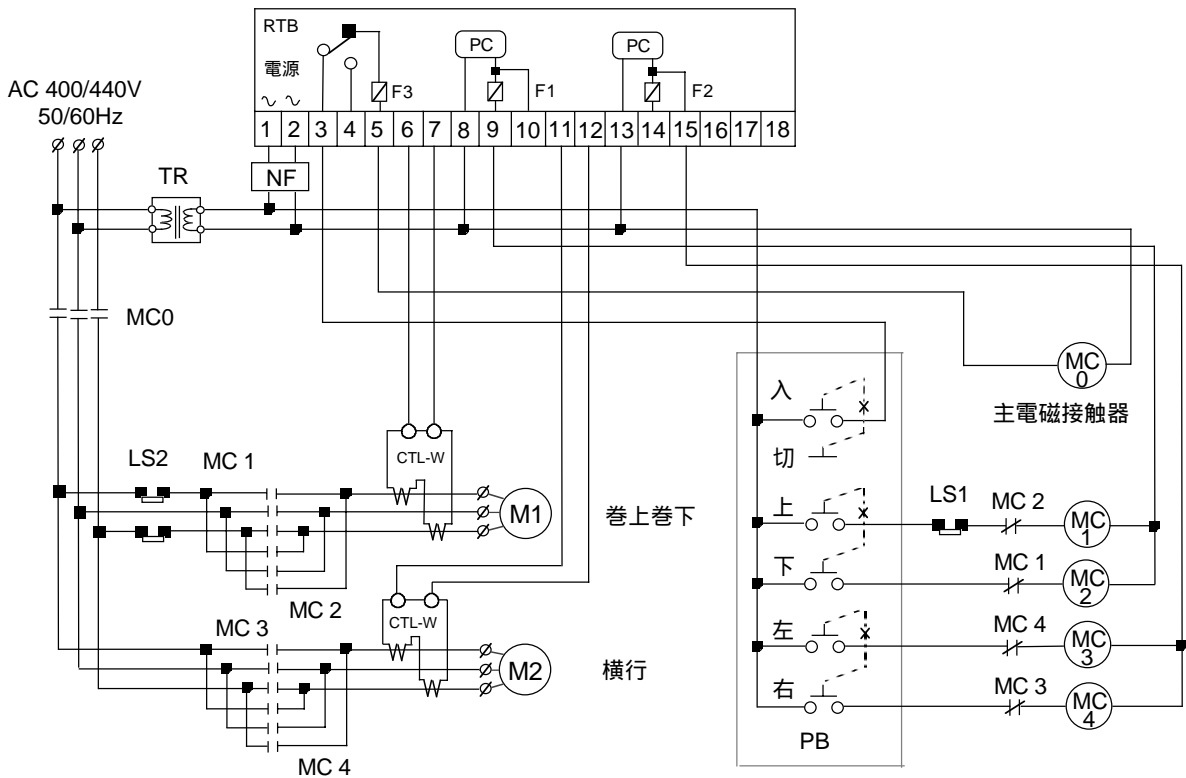 RTB
電源
PC
PC
F3
F1
F2
AC 400/440V
50/60Hz
1 2 3 4 5 6 7 8 9 10 11 12 13 14 15 16 17 18
TR
NF
MC0
MC
0
主電磁接触器
入
切
CTL-W
LS2
MC 1
M1
巻上巻下
上
LS1
MC 2
MC
1
下
MC 1
MC
2
MC 2
CTL-W
MC 3
M2
横行
左
MC 4
MC
3
右
MC 3
MC
4
PB
MC 4